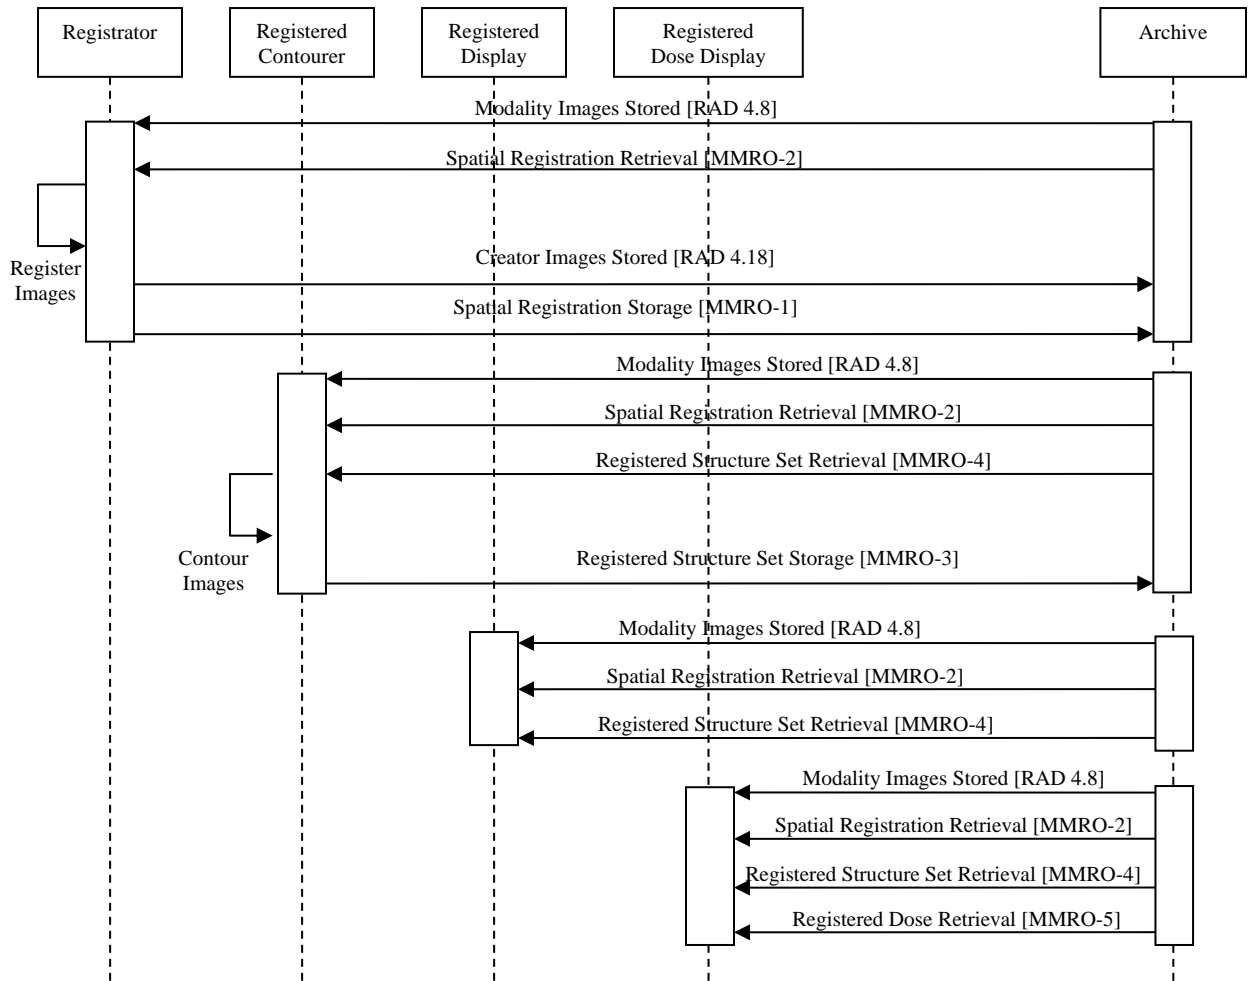 Registrator
Registered
Contourer
Registered
Display
Registered
Dose Display
Archive
Modality Images Stored [RAD 4.8]
Spatial Registration Retrieval [MMRO-2]
Register
Images
Creator Images Stored [RAD 4.18]
Spatial Registration Storage [MMRO-1]
Modality Images Stored [RAD 4.8]
Spatial Registration Retrieval [MMRO-2]
Registered Structure Set Retrieval [MMRO-4]
Contour
Images
Registered Structure Set Storage [MMRO-3]
Modality Images Stored [RAD 4.8]
Spatial Registration Retrieval [MMRO-2]
Registered Structure Set Retrieval [MMRO-4]
Modality Images Stored [RAD 4.8]
Spatial Registration Retrieval [MMRO-2]
Registered Structure Set Retrieval [MMRO-4]
Registered Dose Retrieval [MMRO-5]